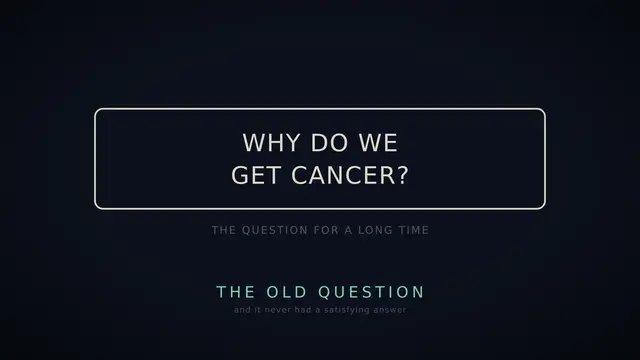 WHY DO WE
GET CANCER?
THE QUESTION FOR A LONG TIME
THE OLD QUESTION
and it never had a satisfying answer